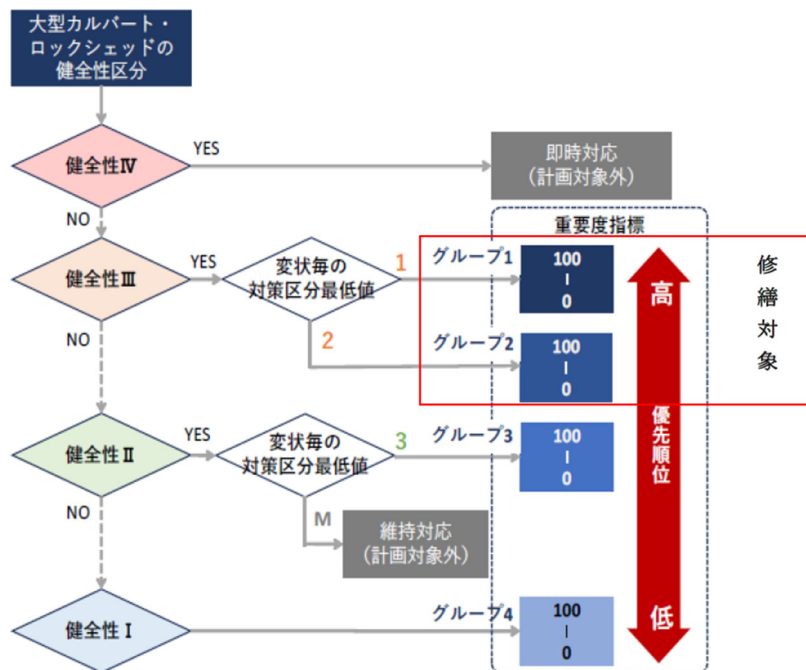 大型カルバート・
ロックシェッドの
健全性区分
健全性Ⅳ
YES
即時対応
（計画対象外）
NO
重要度指標
健全性Ⅲ
YES
変状毎の
対策区分最低値
1
グループ1
100
|
0
高
修繕対象
2
グループ2
100
|
0
NO
優先順位
健全性Ⅱ
YES
変状毎の
対策区分最低値
3
グループ3
100
|
0
M
維持対応
（計画対象外）
NO
健全性Ⅰ
グループ4
100
|
0
低